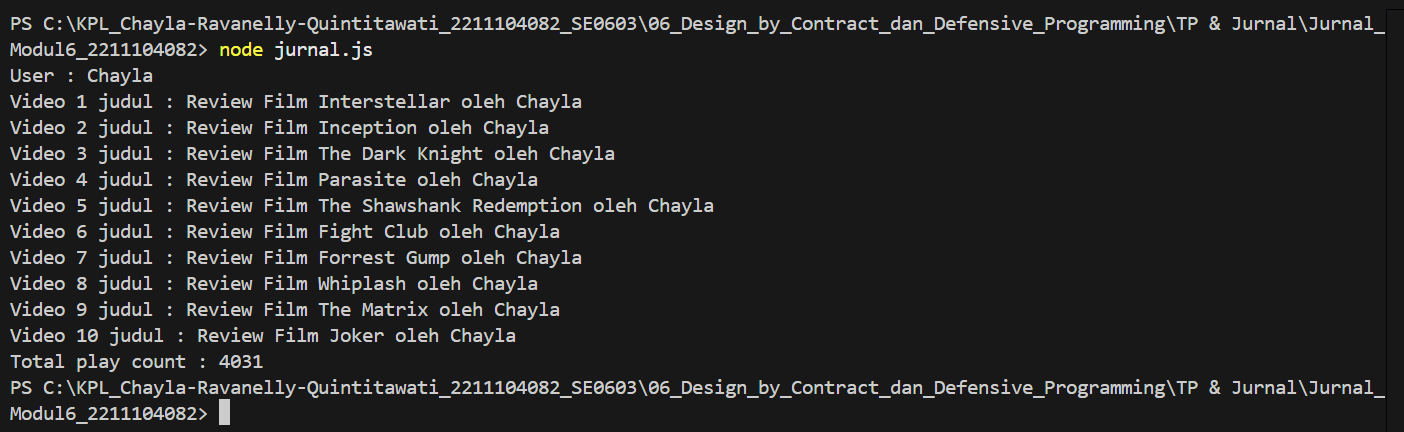 PS C:\KPL_Chayla-Ravanelly-Quintitawati_2211104082_SE0603\06_Design_by_Contract_dan_Defensive_Programming\TP & Jurnal\Jurnal_
Modul6_2211104082> node jurnal.js
User : Chayla
Video 1 judul : Review Film Interstellar oleh Chayla
Video 2 judul : Review Film Inception oleh Chayla
Video 3 judul : Review Film The Dark Knight oleh Chayla
Video 4 judul : Review Film Parasite oleh Chayla
Video 5 judul : Review Film The Shawshank Redemption oleh Chayla
Video 6 judul : Review Film Fight Club oleh Chayla
Video 7 judul : Review Film Forrest Gump oleh Chayla
Video 8 judul : Review Film Whiplash oleh Chayla
Video 9 judul : Review Film The Matrix oleh Chayla
Video 10 judul : Review Film Joker oleh Chayla
Total play count : 4031
PS C:\KPL_Chayla-Ravanelly-Quintitawati_2211104082_SE0603\06_Design_by_Contract_dan_Defensive_Programming\TP & Jurnal\Jurnal_
Modul6_2211104082>